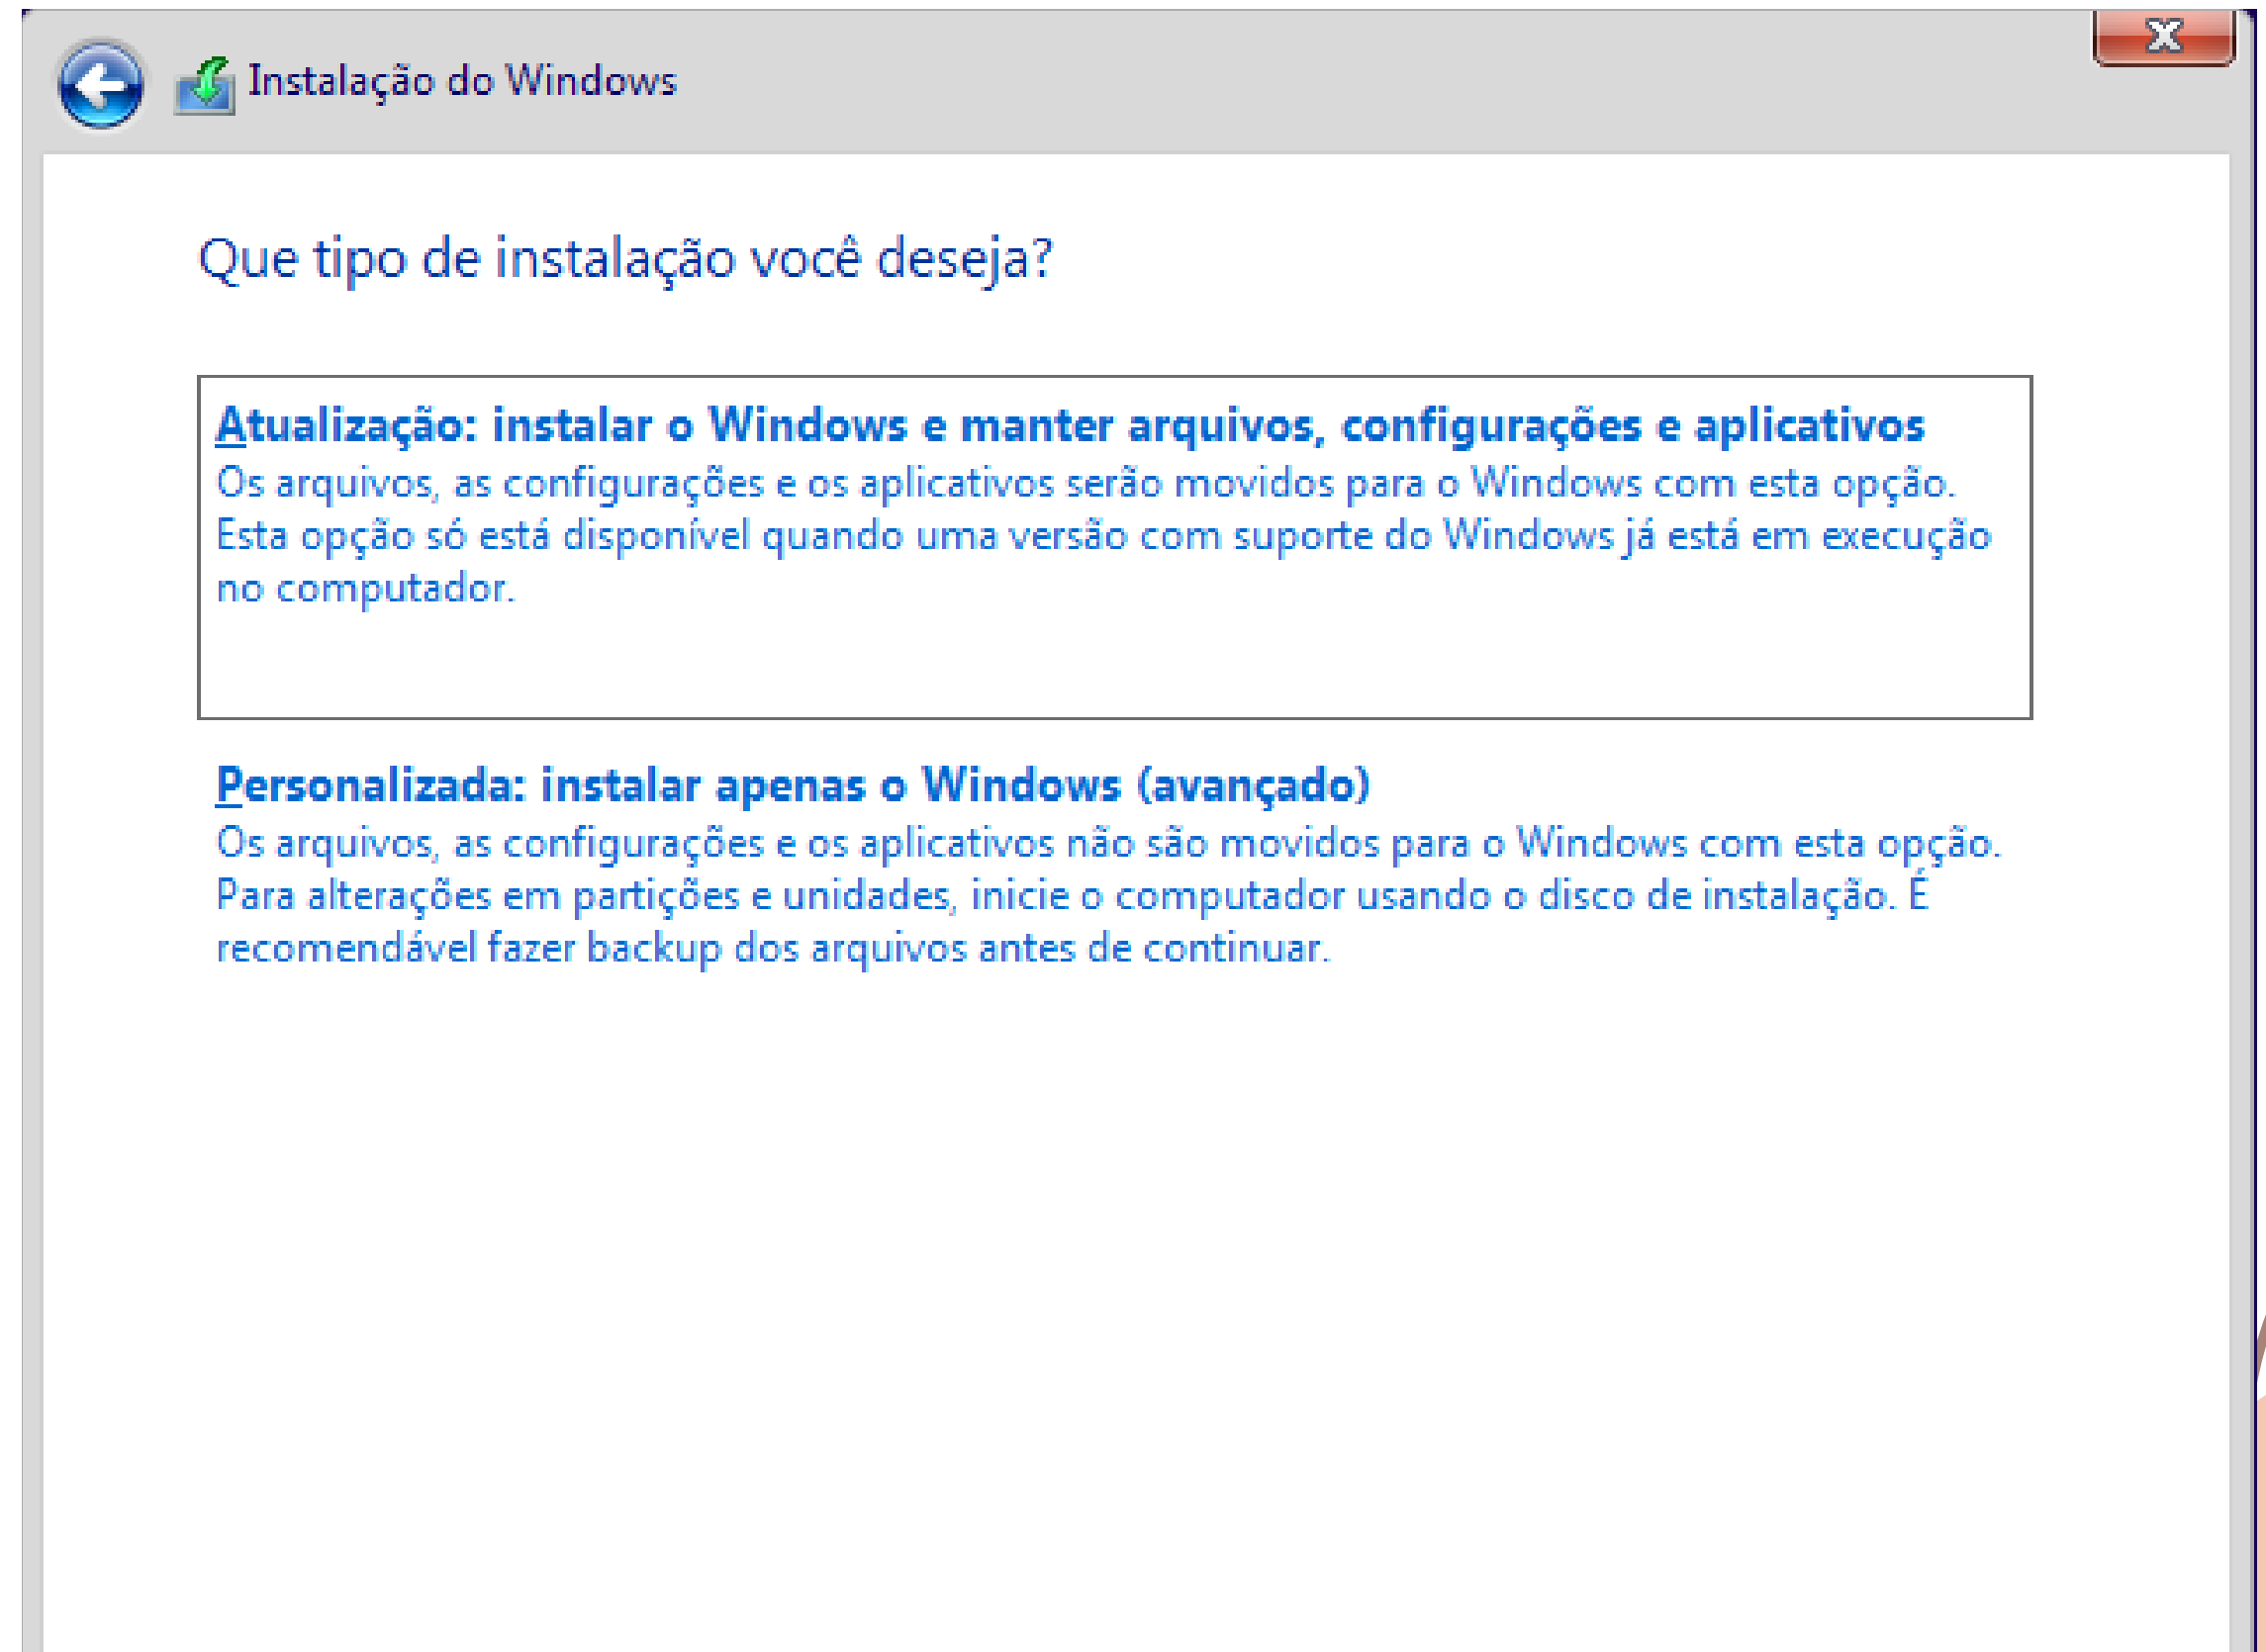 Instalação do Windows
Que tipo de instalação você deseja?
Atualização: instalar o Windows e manter arquivos, configurações e aplicativos
Os arquivos, as configurações e os aplicativos serão movidos para o Windows com esta opção.
Esta opção só está disponível quando uma versão com suporte do Windows já está em execução
no computador.
Personalizada: instalar apenas o Windows (avançado)
Os arquivos, as configurações e os aplicativos não são movidos para o Windows com esta opção.
Para alterações em partições e unidades, inicie o computador usando o disco de instalação. É
recomendável fazer backup dos arquivos antes de continuar.